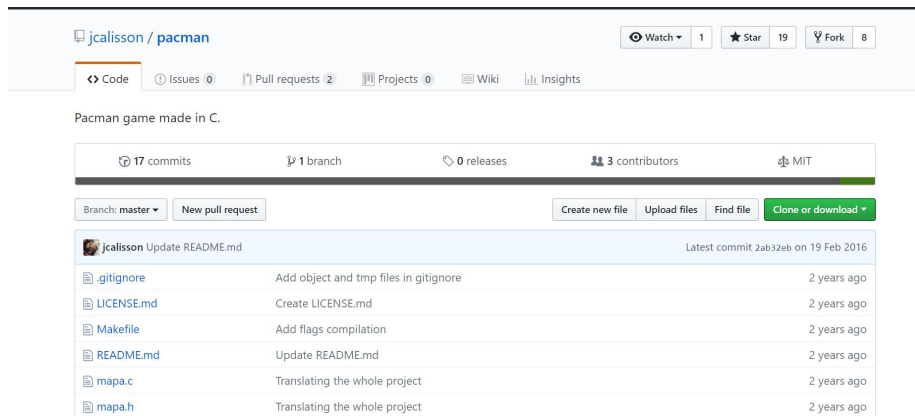 jcalisson / pacman
Watch 1 Star 19 Fork 8
Code Issues 0 Pull requests 2 Projects 0 Wiki Insights
Pacman game made in C.
17 commits 1 branch 0 releases 3 contributors MIT
Branch: master New pull request Create new file Upload files Find file Clone or download
jcalisson Update README.md Latest commit 2ab32eb on 19 Feb 2016
.gitignore Add object and tmp files in gitignore 2 years ago
LICENSE.md Create LICENSE.md 2 years ago
Makefile Add flags compilation 2 years ago
README.md Update README.md 2 years ago
mapa.c Translating the whole project 2 years ago
mapa.h Translating the whole project 2 years ago